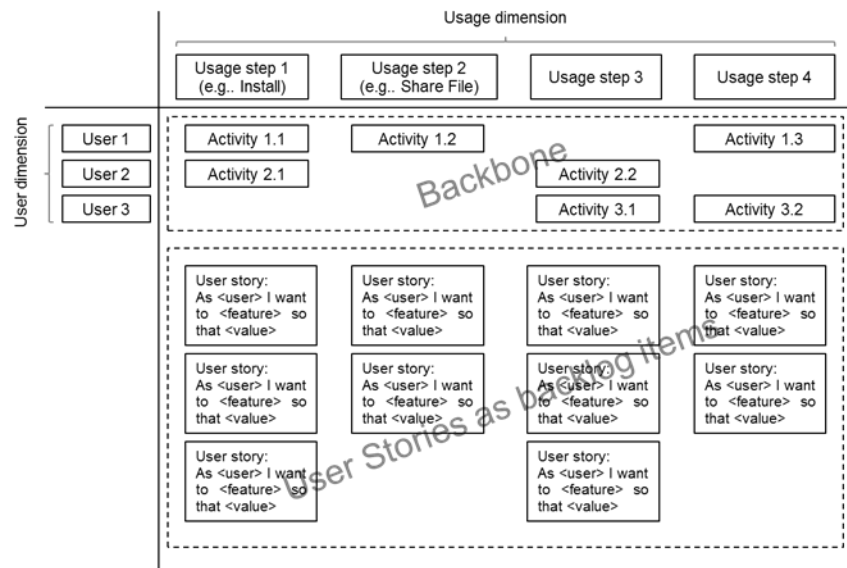 Usage dimension
Usage step 1
(e.g.. Install)
Usage step 2
(e.g.. Share File)
Usage step 3
Usage step 4
User dimension
User 1
Activity 1.1
Activity 1.2
Activity 1.3
User 2
Activity 2.1
Activity 2.2
User 3
Activity 3.1
Activity 3.2
Backbone
User story:
As <user> I want
to <feature> so
that <value>
User story:
As <user> I want
to <feature> so
that <value>
User story:
As <user> I want
to <feature> so
that <value>
User story:
As <user> I want
to <feature> so
that <value>
User story:
As <user> I want
to <feature> so
that <value>
User story:
As <user> I want
to <feature> so
that <value>
User story:
As <user> I want
to <feature> so
that <value>
User story:
As <user> I want
to <feature> so
that <value>
User story:
As <user> I want
to <feature> so
that <value>
User story:
As <user> I want
to <feature> so
that <value>
User Stories as backlog items